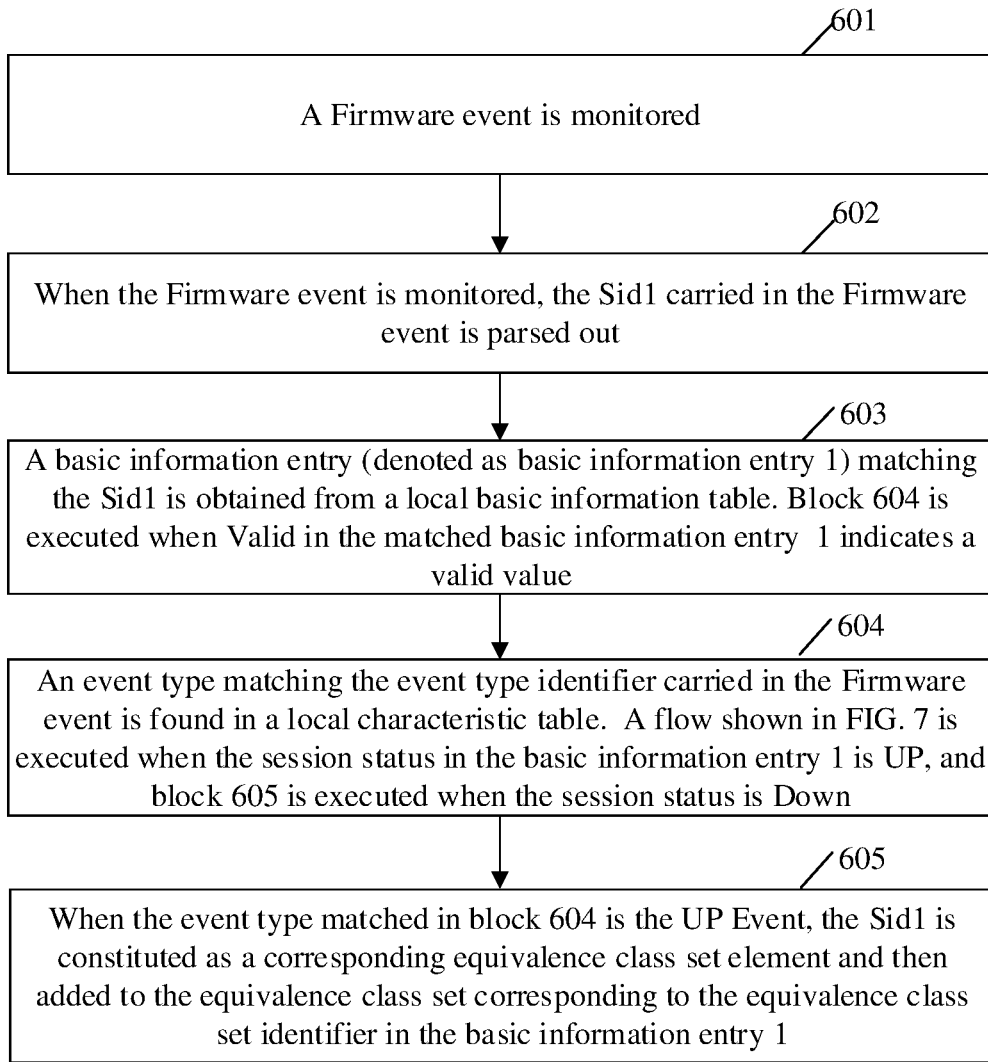 601
A Firmware event is monitored
602
When the Firmware event is monitored, the Sid1 carried in the Firmware
event is parsed out
603
A basic information entry (denoted as basic information entry 1) matching
the Sid1 is obtained from a local basic information table. Block 604 is
executed when Valid in the matched basic information entry 1 indicates a
valid value
604
An event type matching the event type identifier carried in the Firmware
event is found in a local characteristic table. A flow shown in FIG. 7 is
executed when the session status in the basic information entry 1 is UP, and
block 605 is executed when the session status is Down
605
When the event type matched in block 604 is the UP Event, the Sid1 is
constituted as a corresponding equivalence class set element and then
added to the equivalence class set corresponding to the equivalence class
set identifier in the basic information entry 1